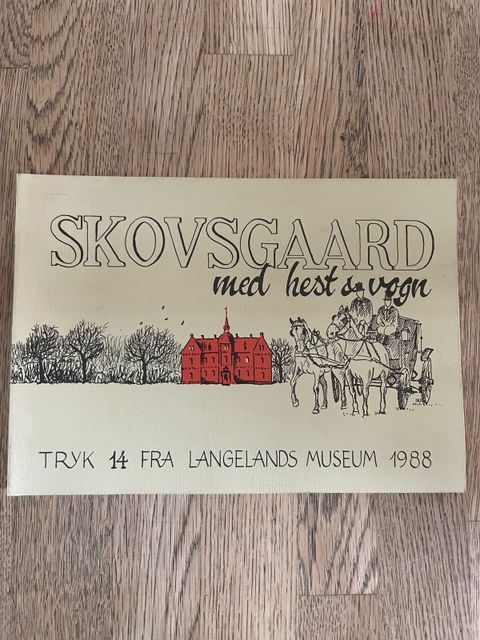 SKOVSGAARD
med hest & vogn
TRYK 14 FRA LANGELANDS MUSEUM 1988